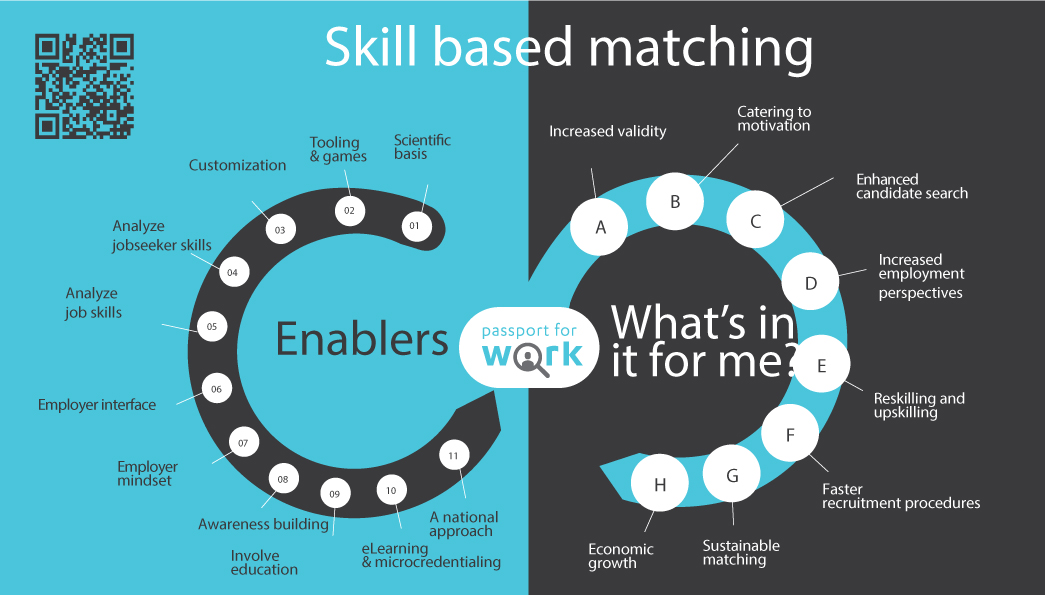 Skill based matching
Scientific
basis
Tooling
& games
Customization
Analyze
jobseeker skills
Analyze
job skills
Employer interface
Employer
mindset
Awareness building
Involve
education
eLearning
& microcredentialing
A national
approach
01
02
03
04
05
06
07
08
09
10
11
Enablers
passport for
work
What's in
it for me?
Increased validity
Catering to
motivation
Enhanced
candidate search
Increased
employment
perspectives
Reskilling and
upskilling
Faster
recruitment procedures
Sustainable
matching
Economic
growth
A
B
C
D
E
F
G
H